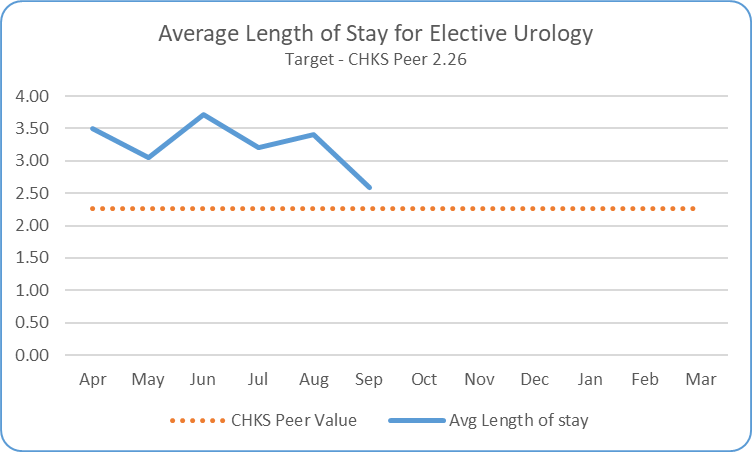 Average Length of Stay for Elective Urology
Target - CHKS Peer 2.26
4.00
3.50
3.00
2.50
2.00
1.50
1.00
0.50
0.00
Apr May Jun Jul Aug Sep Oct Nov Dec Jan Feb Mar
CHKS Peer Value Avg Length of stay